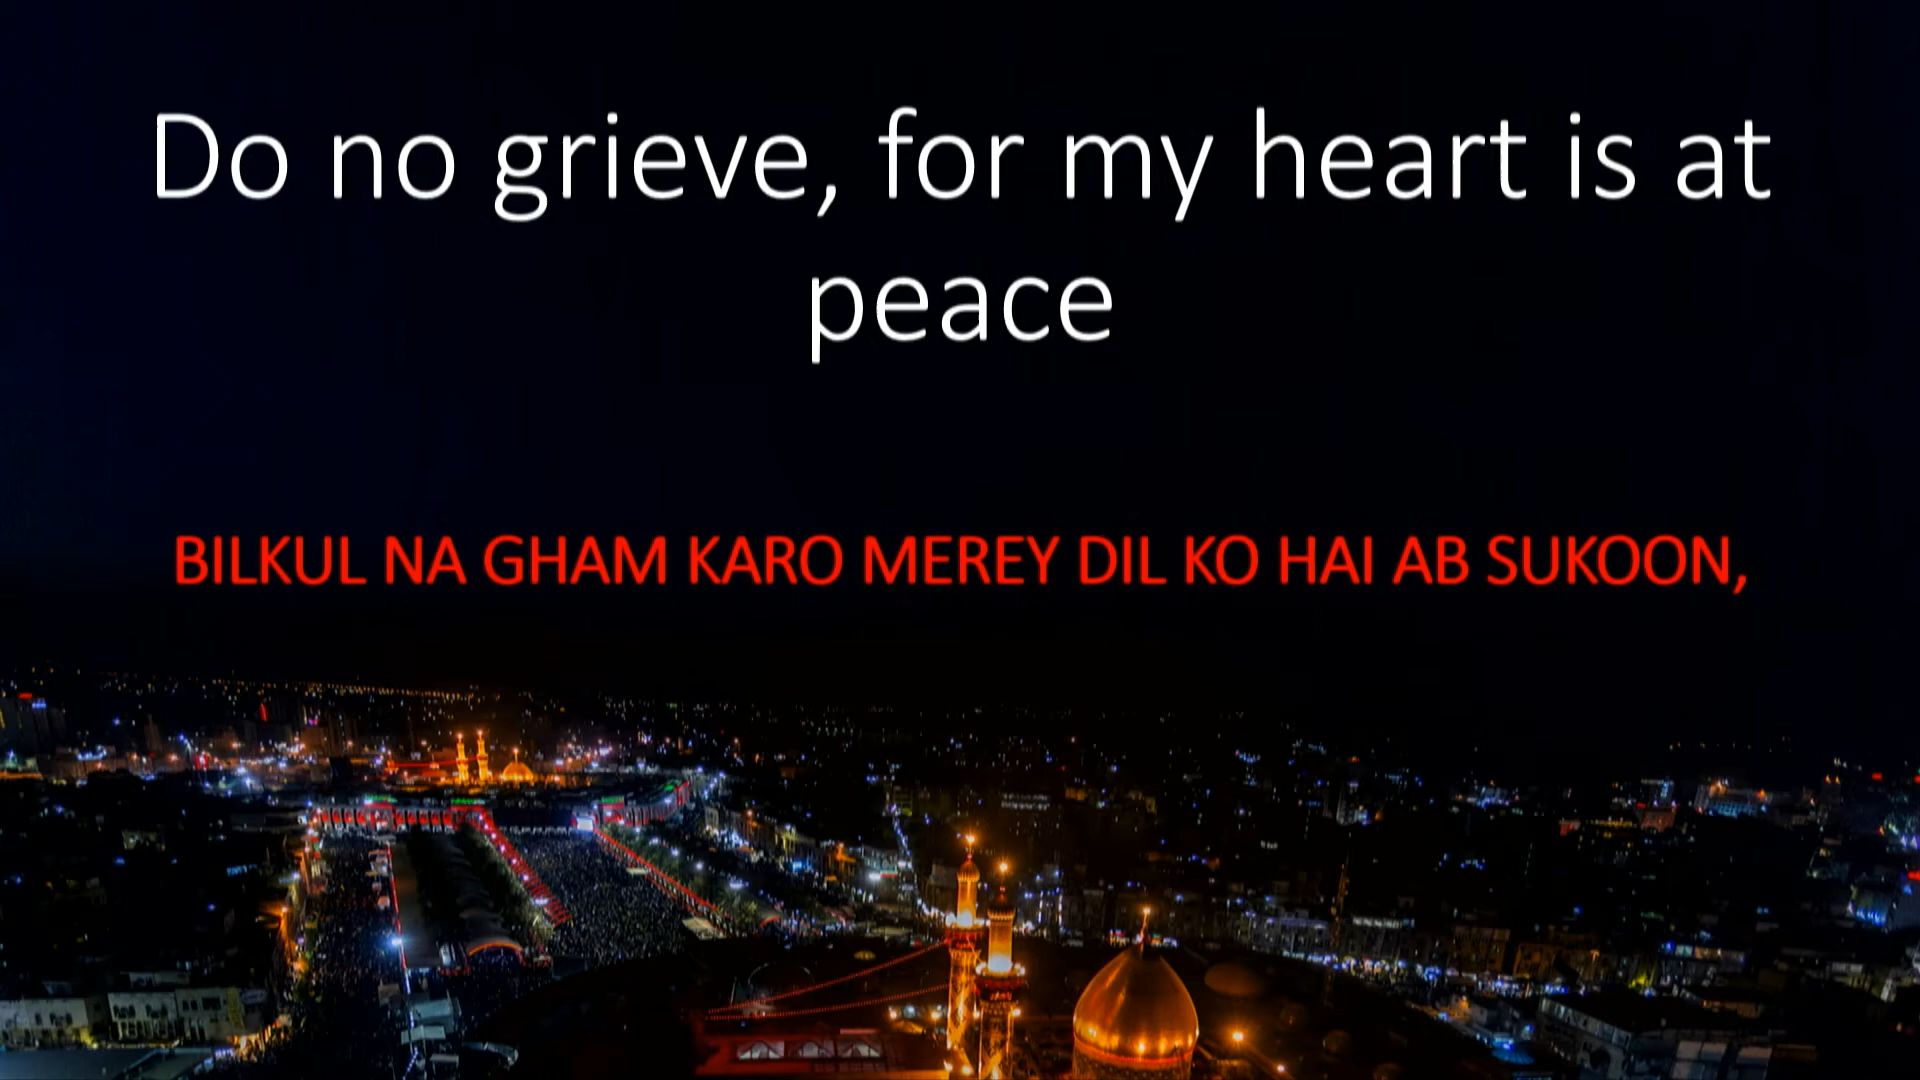 Do no grieve, for my heart is at
peace
BILKUL NA GHAM KARO MEREY DIL KO HAI AB SUKOON,